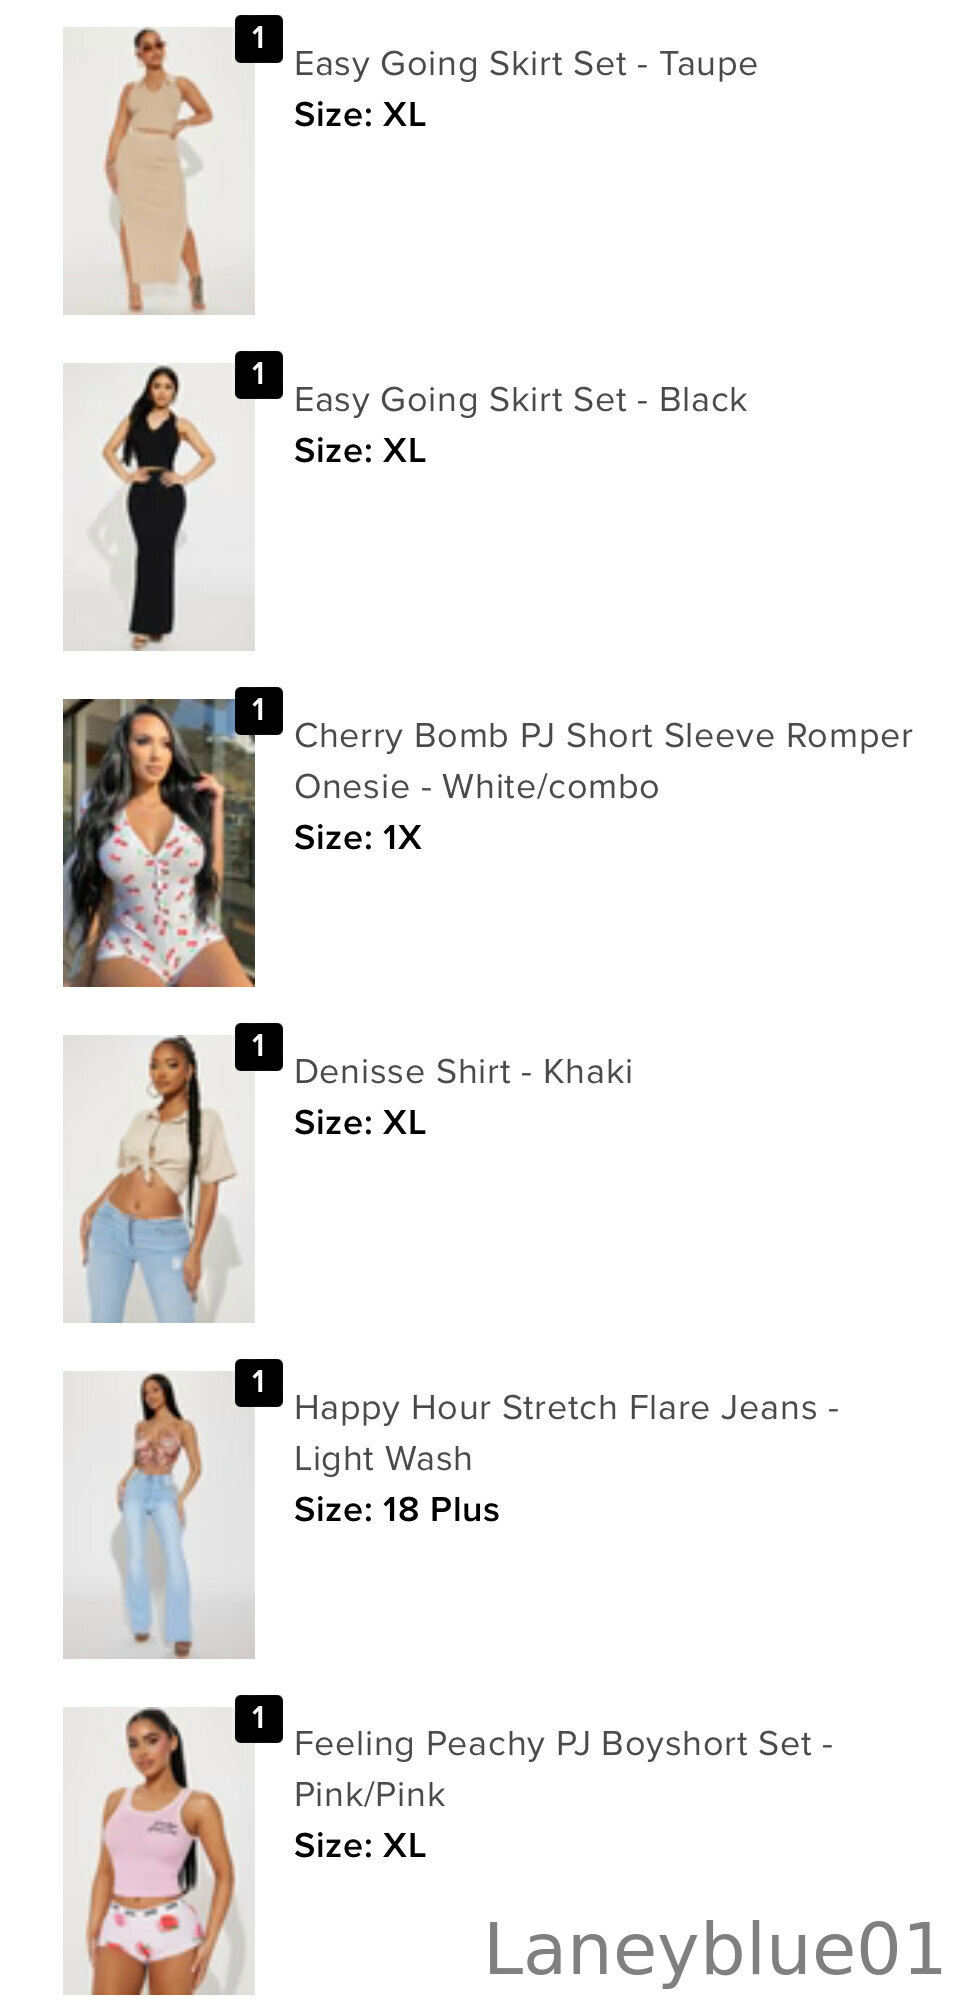 1
Easy Going Skirt Set - Taupe
Size: XL
1
Easy Going Skirt Set - Black
Size: XL
1
Cherry Bomb PJ Short Sleeve Romper
Onesie - White/combo
Size: 1X
1
Denisse Shirt - Khaki
Size: XL
1
Happy Hour Stretch Flare Jeans -
Light Wash
Size: 18 Plus
1
Feeling Peachy PJ Boyshort Set -
Pink/Pink
Size: XL
Laneyblue01